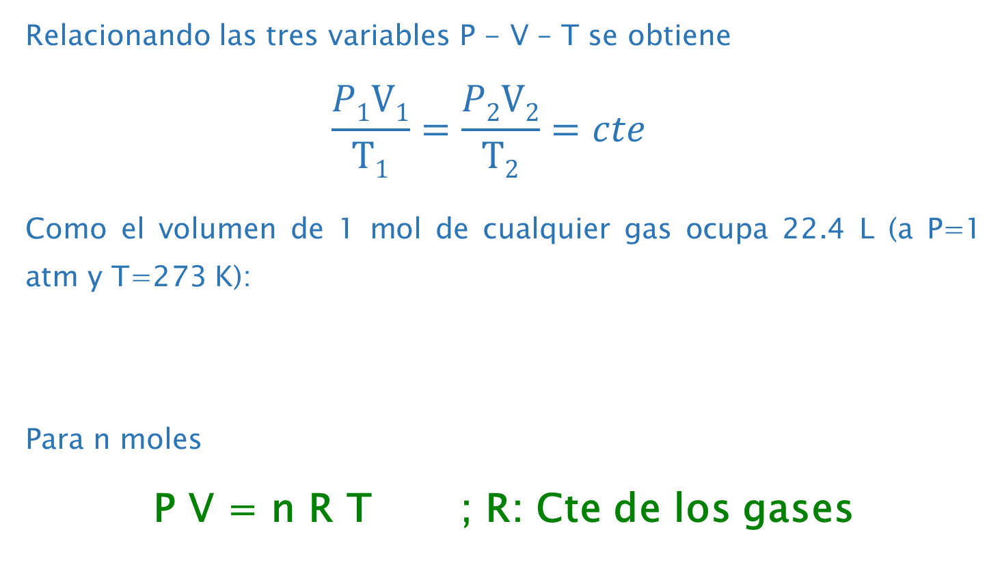 Relacionando las tres variables P – V – T se obtiene
P₁V₁/T₁ = P₂V₂/T₂ = cte
Como el volumen de 1 mol de cualquier gas ocupa 22.4 L (a P=1
atm y T=273 K):
Para n moles
P V = n R T ; R: Cte de los gases